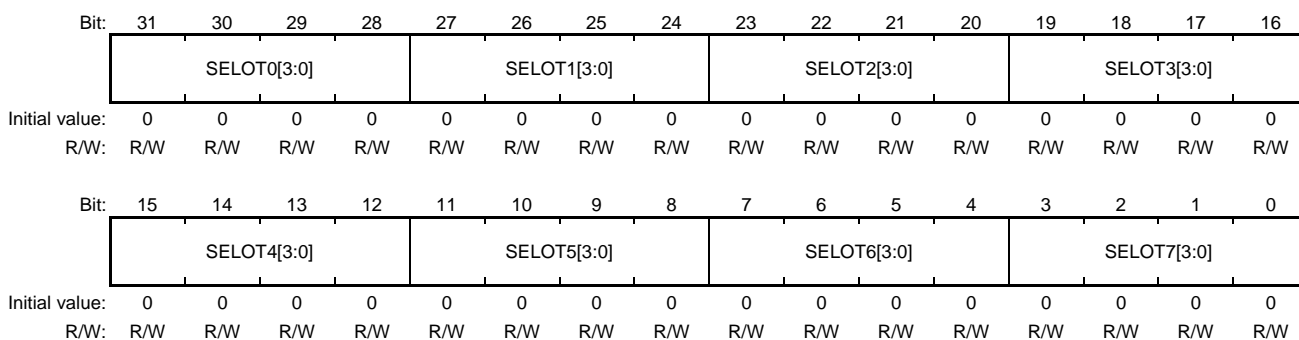 Bit: 31 30 29 28 27 26 25 24 23 22 21 20 19 18 17 16
SELOT0[3:0] SELOT1[3:0] SELOT2[3:0] SELOT3[3:0]
Initial value: 0 0 0 0 0 0 0 0 0 0 0 0 0 0 0 0
R/W: R/W R/W R/W R/W R/W R/W R/W R/W R/W R/W R/W R/W R/W R/W R/W R/W
Bit: 15 14 13 12 11 10 9 8 7 6 5 4 3 2 1 0
SELOT4[3:0] SELOT5[3:0] SELOT6[3:0] SELOT7[3:0]
Initial value: 0 0 0 0 0 0 0 0 0 0 0 0 0 0 0 0
R/W: R/W R/W R/W R/W R/W R/W R/W R/W R/W R/W R/W R/W R/W R/W R/W R/W